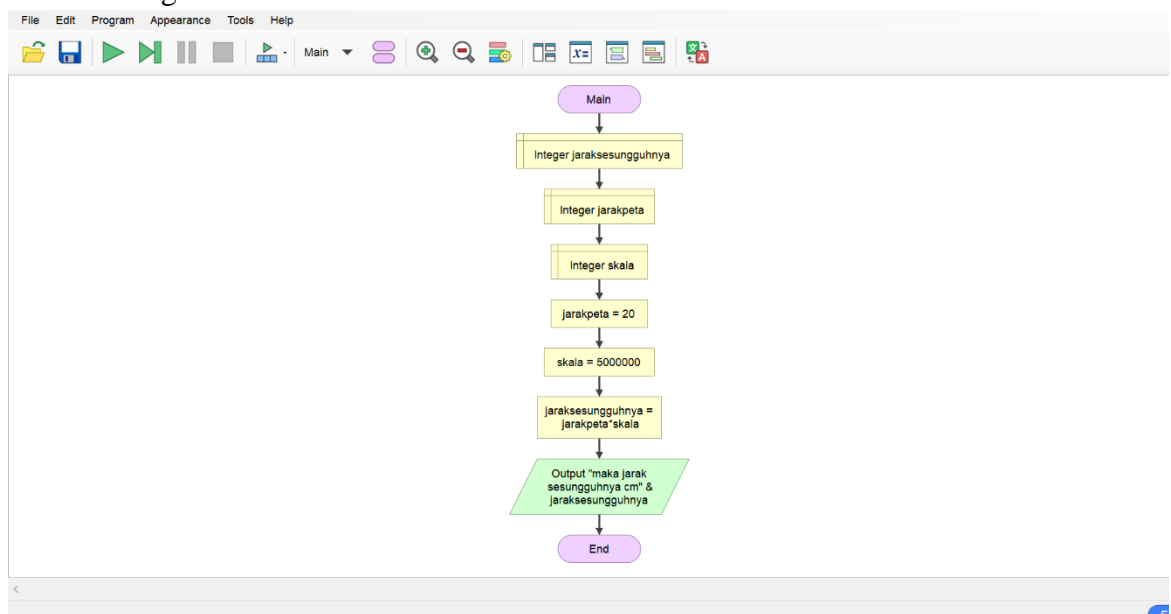 File Edit Program Appearance Tools Help
Main
Main
Integer jaraksesungguhnya
Integer jarakpeta
Integer skala
jarakpeta = 20
skala = 5000000
jaraksesungguhnya =
jarakpeta*skala
Output "maka jarak
sesungguhnya cm" &
jaraksesungguhnya
End